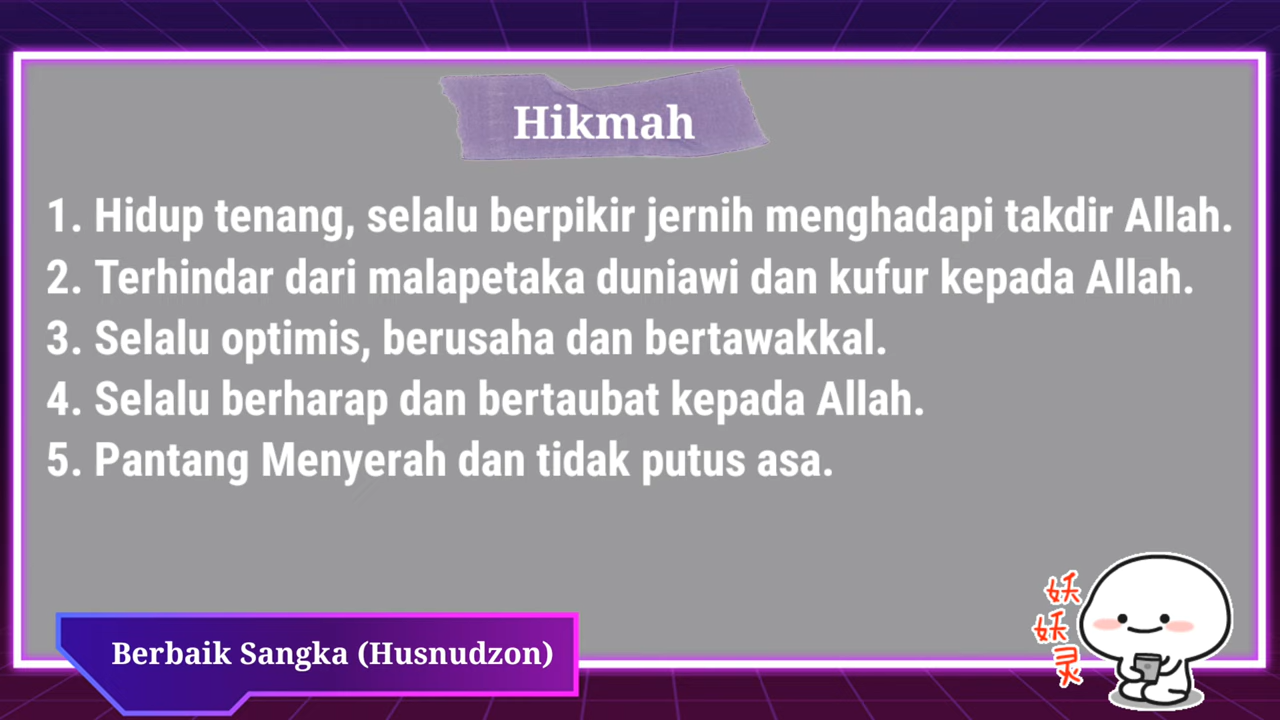 Hikmah
1. Hidup tenang, selalu berpikir jernih menghadapi takdir Allah.
2. Terhindar dari malapetaka duniawi dan kufur kepada Allah.
3. Selalu optimis, berusaha dan bertawakkal.
4. Selalu berharap dan bertaubat kepada Allah.
5. Pantang Menyerah dan tidak putus asa.
Berbaik Sangka (Husnudzon)
妖
妖
灵